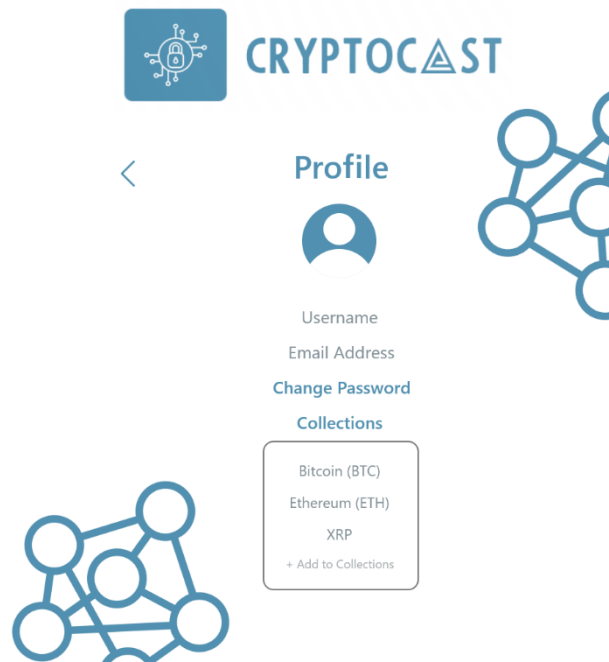 CRYPTOCAST
Profile
Username
Email Address
Change Password
Collections
Bitcoin (BTC)
Ethereum (ETH)
XRP
+ Add to Collections